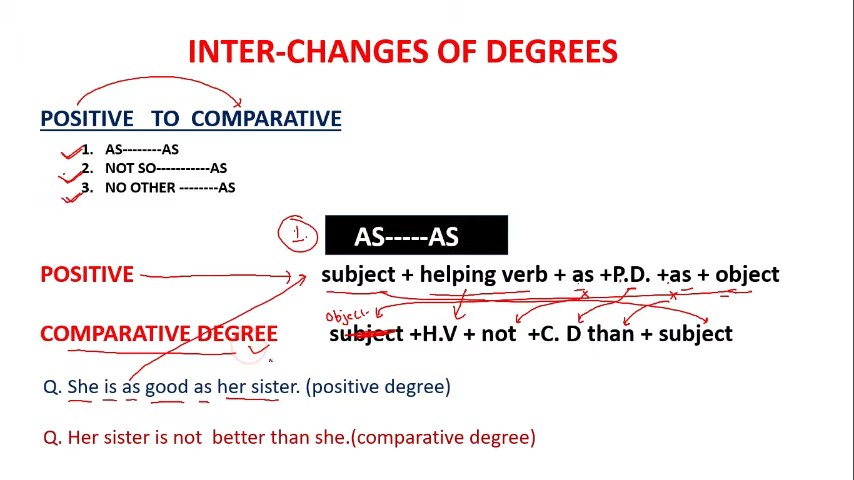 INTER-CHANGES OF DEGREES
POSITIVE TO COMPARATIVE
1. AS--------AS
2. NOT SO-----------AS
3. NO OTHER --------AS
1. AS-----AS
POSITIVE subject + helping verb + as +P.D. +as + object
Object
COMPARATIVE DEGREE subject +H.V + not +C. D than + subject
Q. She is as good as her sister. (positive degree)
Q. Her sister is not better than she.(comparative degree)